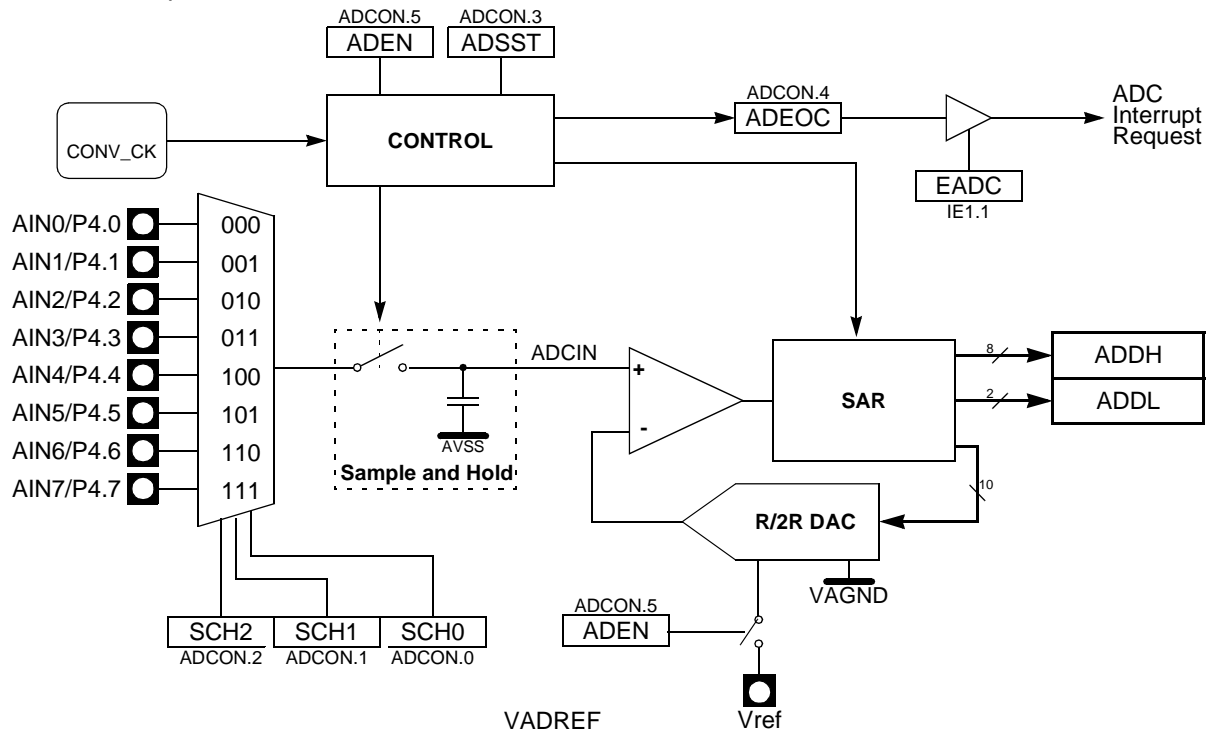 ADCON.5
ADEN
ADCON.3
ADSST
CONV_CK
CONTROL
ADCON.4
ADEOC
ADC
Interrupt
Request
EADC
IE1.1
AIN0/P4.0
AIN1/P4.1
AIN2/P4.2
AIN3/P4.3
AIN4/P4.4
AIN5/P4.5
AIN6/P4.6
AIN7/P4.7
000
001
010
011
100
101
110
111
AVSS
Sample and Hold
ADCIN
+
-
SAR
8
ADDH
2
ADDL
10
R/2R DAC
VAGND
SCH2
ADCON.2
SCH1
ADCON.1
SCH0
ADCON.0
ADCON.5
ADEN
VADREF
Vref